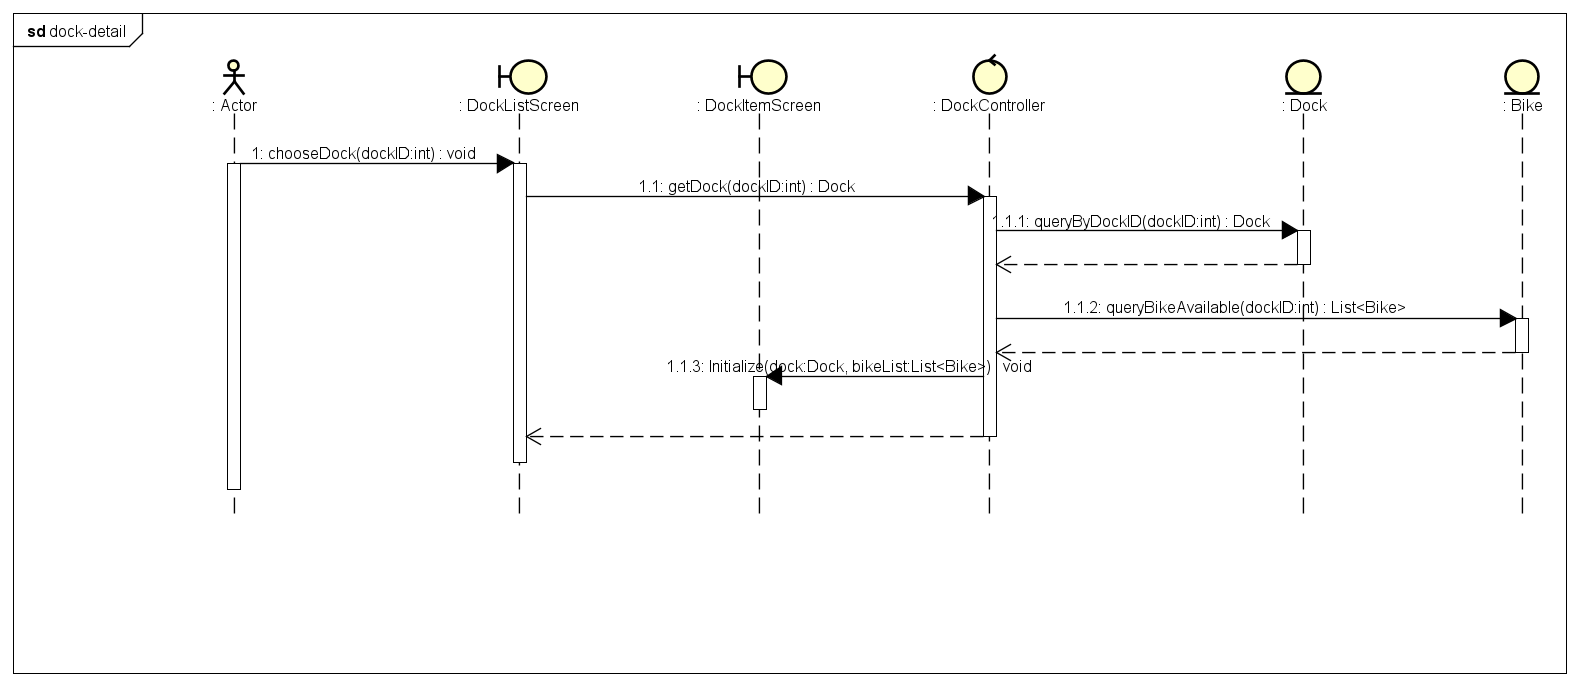 sd dock-detail
: Actor
: DockListScreen
: DockItemScreen
: DockController
: Dock
: Bike
1: chooseDock(dockID:int) : void
1.1: getDock(dockID:int) : Dock
1.1.1: queryByDockID(dockID:int) : Dock
1.1.2: queryBikeAvailable(dockID:int) : List<Bike>
1.1.3: Initialize(dock:Dock, bikeList:List<Bike>) : void